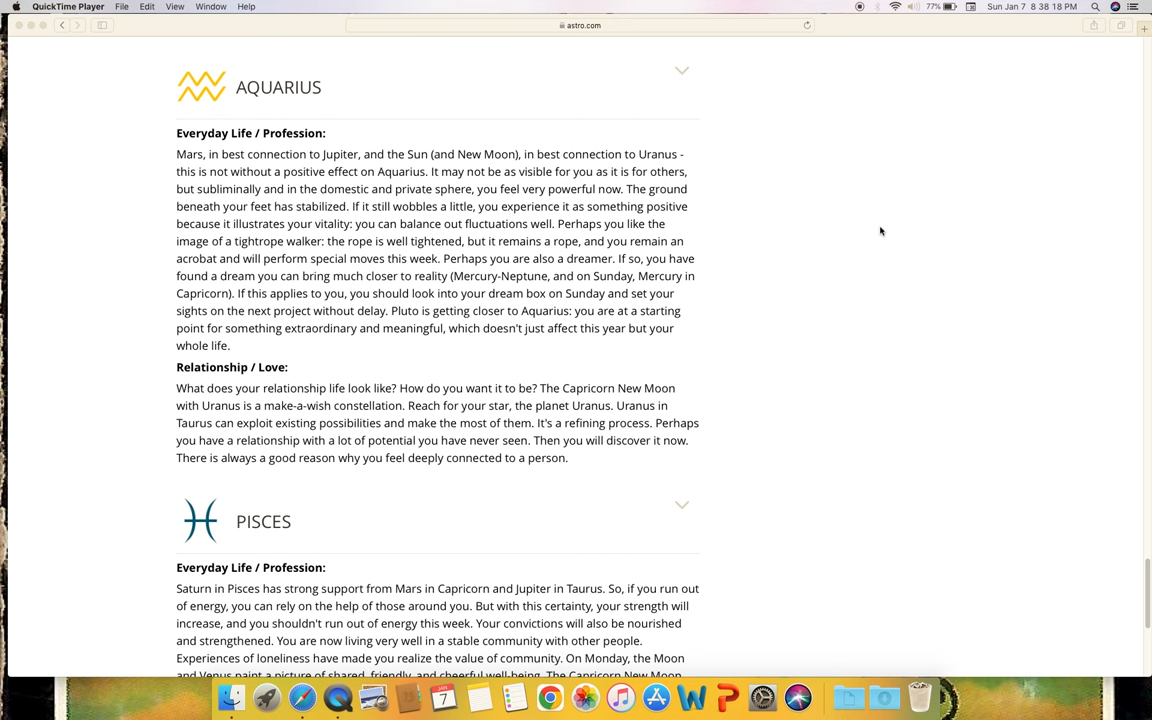 QuickTime Player File Edit View Window Help 77% Sun Jan 7 8 38 18 PM
astro.com
AQUARIUS
Everyday Life / Profession:
Mars, in best connection to Jupiter, and the Sun (and New Moon), in best connection to Uranus -
this is not without a positive effect on Aquarius. It may not be as visible for you as it is for others,
but subliminally and in the domestic and private sphere, you feel very powerful now. The ground
beneath your feet has stabilized. If it still wobbles a little, you experience it as something positive
because it illustrates your vitality: you can balance out fluctuations well. Perhaps you like the
image of a tightrope walker: the rope is well tightened, but it remains a rope, and you remain an
acrobat and will perform special moves this week. Perhaps you are also a dreamer. If so, you have
found a dream you can bring much closer to reality (Mercury-Neptune, and on Sunday, Mercury in
Capricorn). If this applies to you, you should look into your dream box on Sunday and set your
sights on the next project without delay. Pluto is getting closer to Aquarius: you are at a starting
point for something extraordinary and meaningful, which doesn't just affect this year but your
whole life.
Relationship / Love:
What does your relationship life look like? How do you want it to be? The Capricorn New Moon
with Uranus is a make-a-wish constellation. Reach for your star, the planet Uranus. Uranus in
Taurus can exploit existing possibilities and make the most of them. It's a refining process. Perhaps
you have a relationship with a lot of potential you have never seen. Then you will discover it now.
There is always a good reason why you feel deeply connected to a person.
PISCES
Everyday Life / Profession:
Saturn in Pisces has strong support from Mars in Capricorn and Jupiter in Taurus. So, if you run out
of energy, you can rely on the help of those around you. But with this certainty, your strength will
increase, and you shouldn't run out of energy this week. Your convictions will also be nourished
and strengthened. You are now living very well in a stable community with other people.
Experiences of loneliness have made you realize the value of community. On Monday, the Moon
and Venus paint a picture of shared, friendly, and cheerful well-being. The Capricorn New Moon
JAN
7